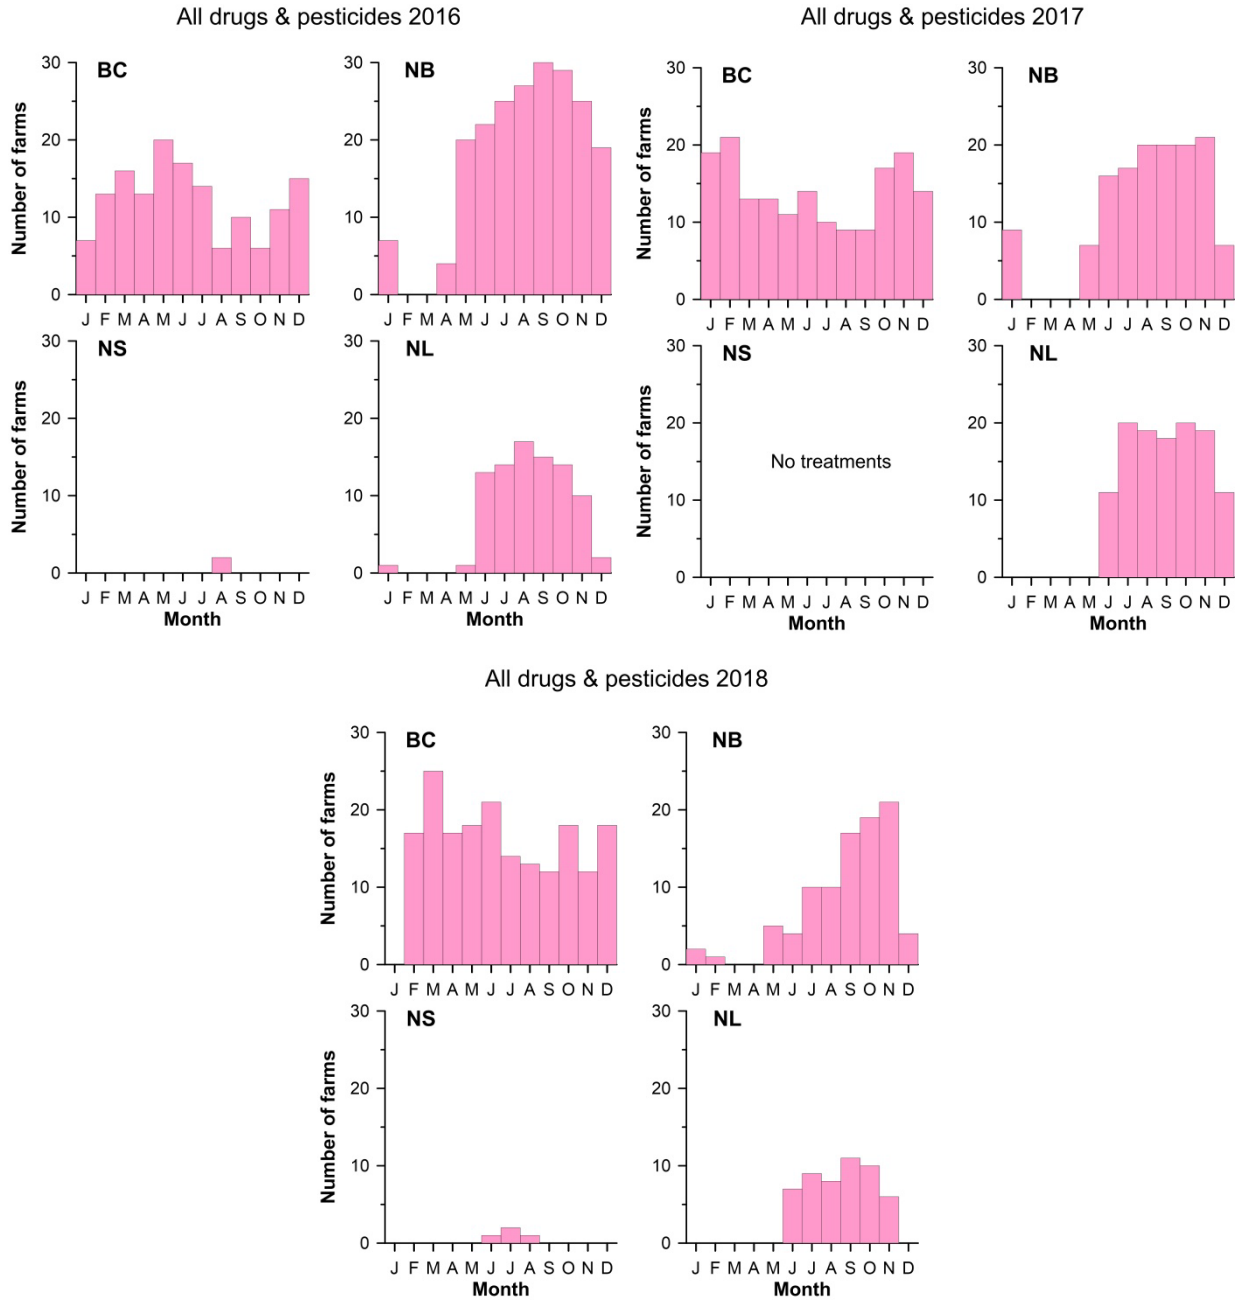 All drugs & pesticides 2016
BC
NB
Number of farms
30
20
10
0
J F M A M J J A S O N D
30
20
10
0
J F M A M J J A S O N D
NS
NL
Number of farms
30
20
10
0
J F M A M J J A S O N D
Month
30
20
10
0
J F M A M J J A S O N D
Month
All drugs & pesticides 2017
BC
NB
Number of farms
30
20
10
0
J F M A M J J A S O N D
30
20
10
0
J F M A M J J A S O N D
NS
NL
Number of farms
30
20
10
0
No treatments
J F M A M J J A S O N D
Month
30
20
10
0
J F M A M J J A S O N D
Month
All drugs & pesticides 2018
BC
NB
Number of farms
30
20
10
0
J F M A M J J A S O N D
30
20
10
0
J F M A M J J A S O N D
NS
NL
Number of farms
30
20
10
0
J F M A M J J A S O N D
Month
30
20
10
0
J F M A M J J A S O N D
Month